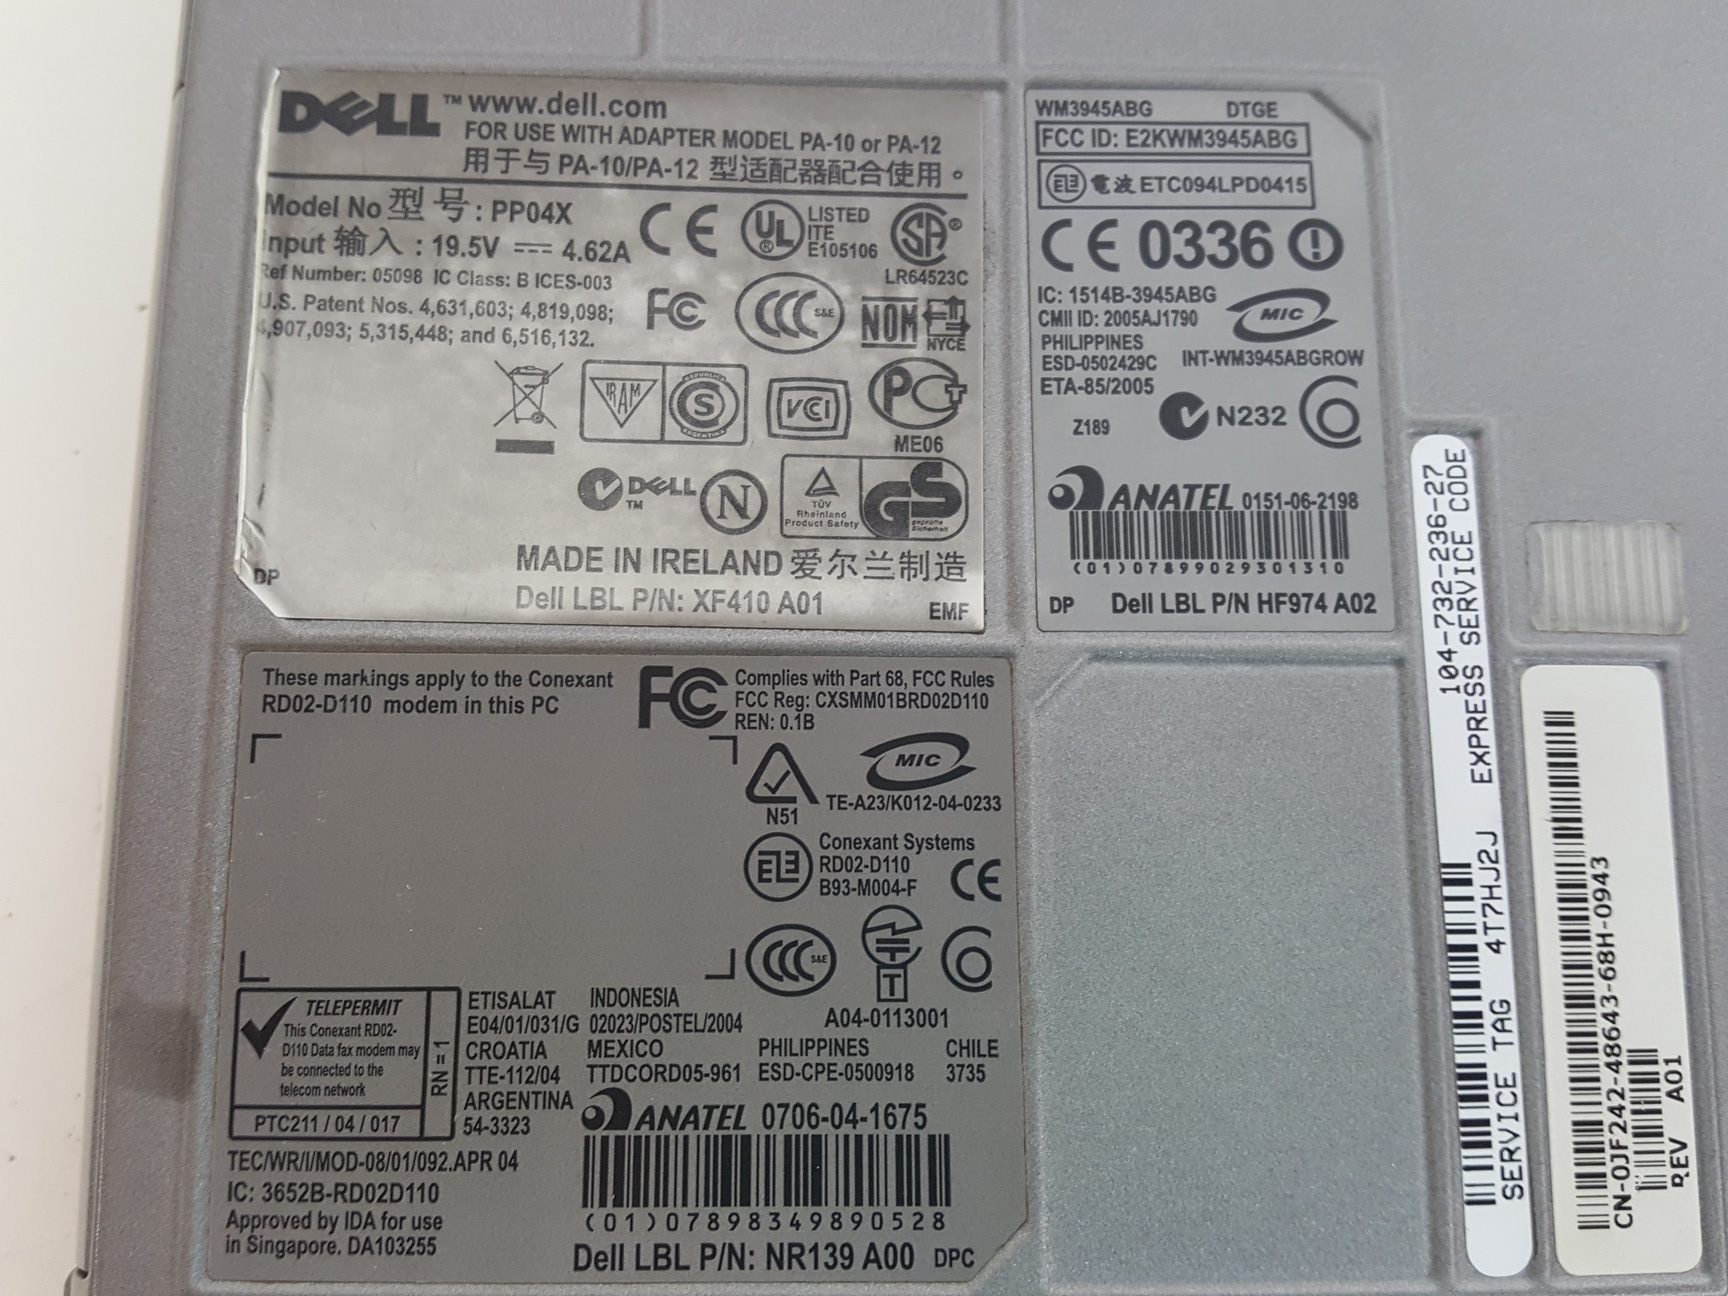 DELL™ www.dell.com
FOR USE WITH ADAPTER MODEL PA-10 or PA-12
用于与 PA-10/PA-12 型适配器配合使用。
Model No 型 号: PP04X
Input 输入: 19.5V 4.62A
Ref Number: 05098 IC Class: B ICES-003
U.S. Patent Nos. 4,631,603; 4,819,098;
4,907,093; 5,315,448; and 6,516,132.
CE
UL® LISTED
ITE
E105106
SA®
LR64523C
FC
CCC S&E
NOM
NYCE
IRAM
REPUBLICA
S
ARGENTINA
VCI
PCT
ME06
DELL™
N
TÜV
Rheinland
Product Safety
GS
geprüfte
Sicherheit
MADE IN IRELAND 爱尔兰制造
DP
Dell LBL P/N: XF410 A01
EMF
WM3945ABG DTGE
FCC ID: E2KWM3945ABG
電波 ETC094LPD0415
CE 0336
IC: 1514B-3945ABG
CMII ID: 2005AJ1790
MIC
PHILIPPINES
ESD-0502429C INT-WM3945ABGROW
ETA-85/2005
Z189
N232
ANATEL 0151-06-2198
(01)07899029301310
DP Dell LBL P/N HF974 A02
These markings apply to the Conexant
RD02-D110 modem in this PC
FC
Complies with Part 68, FCC Rules
FCC Reg: CXSMM01BRD02D110
REN: 0.1B
N51
MIC
TE-A23/K012-04-0233
Conexant Systems
RD02-D110
B93-M004-F
CE
CCC S&E
T
A04-0113001
TELEPERMIT
This Conexant RD02-
D110 Data fax modem may
be connected to the
telecom network
PTC211 / 04 / 017
RN = 1
ETISALAT
E04/01/031/G
INDONESIA
02023/POSTEL/2004
CROATIA
TTE-112/04
MEXICO
TTDCORD05-961
PHILIPPINES
ESD-CPE-0500918
CHILE
3735
ARGENTINA
54-3323
ANATEL 0706-04-1675
(01)07898349890528
TEC/WR/I/MOD-08/01/092.APR 04
IC: 3652B-RD02D110
Approved by IDA for use
in Singapore. DA103255
Dell LBL P/N: NR139 A00 DPC
104-732-236-27
EXPRESS SERVICE CODE
SERVICE TAG 4T7HJ2J
CN-0JF242-48643-68H-0943
REV A01